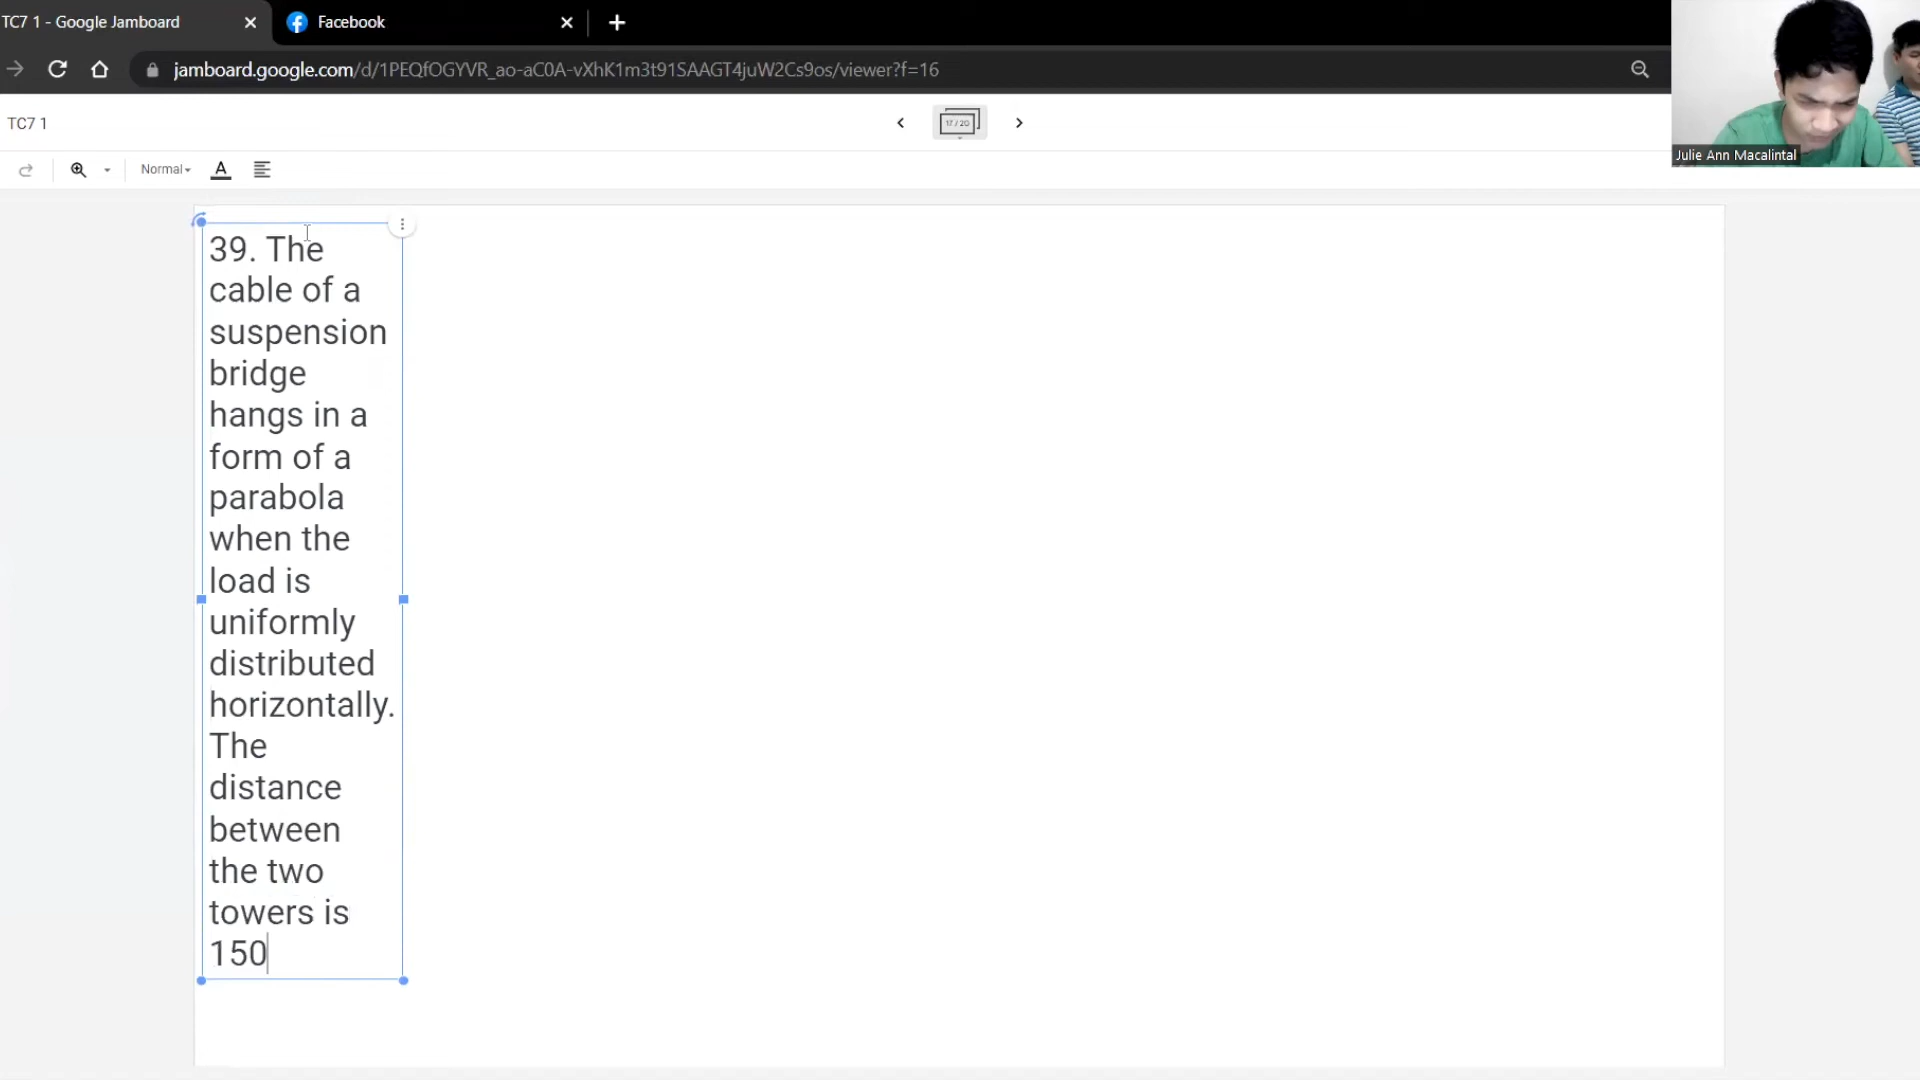 TC7 1 - Google Jamboard
Facebook
jamboard.google.com/d/1PEQfOGYVR_ao-aC0A-vXhK1m3t91SAAGT4juW2Cs9os/viewer?f=16
TC7 1
17 / 20
Normal
A
Julie Ann Macalintal
39. The
cable of a
suspension
bridge
hangs in a
form of a
parabola
when the
load is
uniformly
distributed
horizontally.
The
distance
between
the two
towers is
150